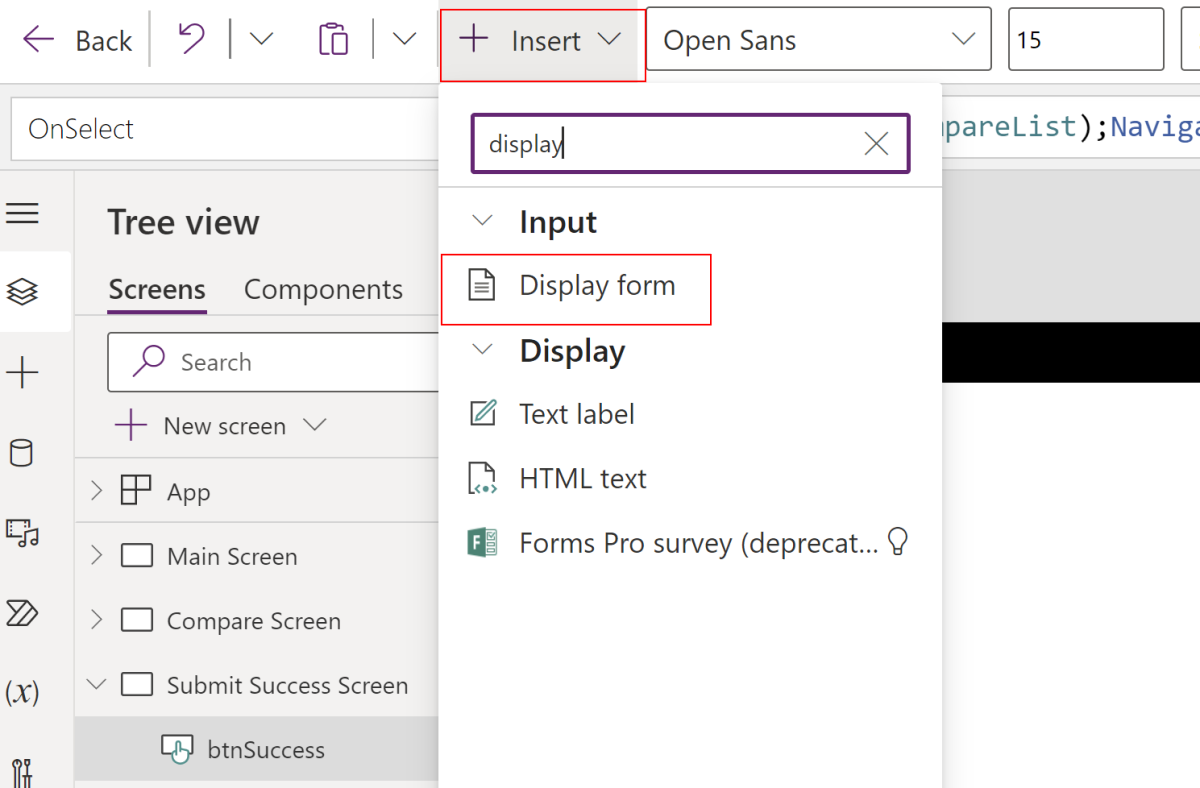 Back
Insert
Open Sans
15
OnSelect
display
pareList);Naviga
Tree view
Screens
Components
Search
New screen
App
Main Screen
Compare Screen
Submit Success Screen
btnSuccess
Input
Display form
Display
Text label
HTML text
F
Forms Pro survey (deprecat...
(x)